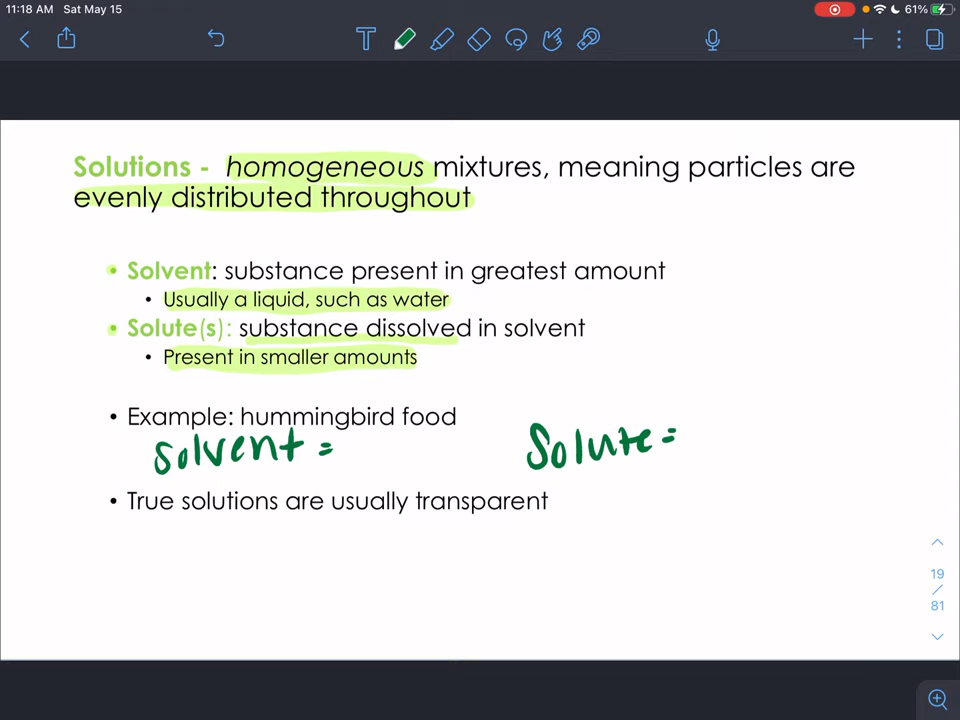 11:18 AM Sat May 15
61%
Solutions - homogeneous mixtures, meaning particles are
evenly distributed throughout
• Solvent: substance present in greatest amount
• Usually a liquid, such as water
• Solute(s): substance dissolved in solvent
• Present in smaller amounts
• Example: hummingbird food
Solvent = Solute =
• True solutions are usually transparent
19
/
81